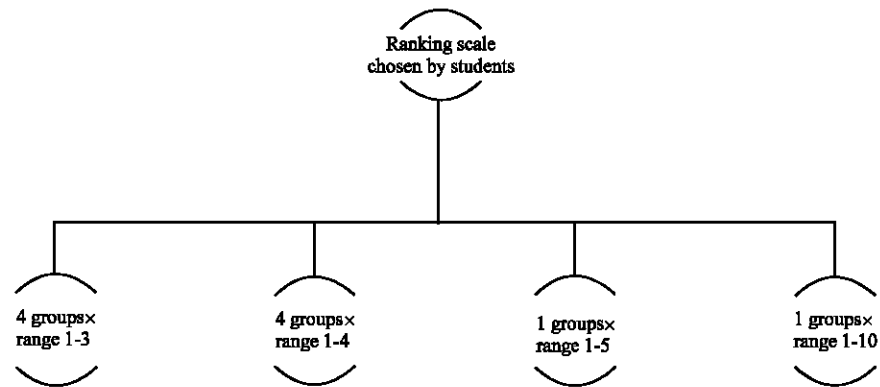 Ranking scale
chosen by students
4 groups×
range 1-3
4 groups×
range 1-4
1 groups×
range 1-5
1 groups×
range 1-10